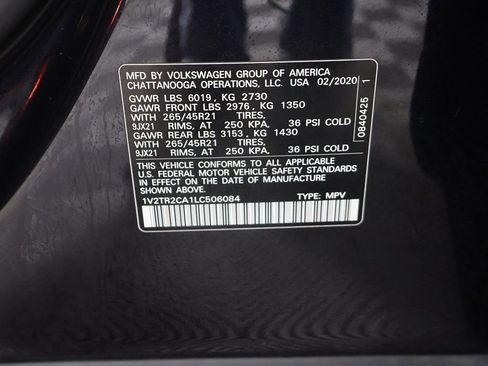 MFD BY VOLKSWAGEN GROUP OF AMERICA
CHATTANOOGA OPERATIONS, LLC. USA 02/2020
GVWR LBS 6019, KG 2730
GAWR FRONT LBS 2976, KG 1350
WITH 265/45R21 TIRES,
9JX21 RIMS, AT 250 KPA, 36 PSI COLD
GAWR REAR LBS 3153, KG 1430
WITH 265/45R21 TIRES,
9JX21 RIMS, AT 250 KPA, 36 PSI COLD
THIS VEHICLE CONFORMS TO ALL APPLICABLE
U.S. FEDERAL MOTOR VEHICLE SAFETY STANDARDS
IN EFFECT ON THE DATE OF MANUFACTURE SHOWN ABOVE.
1V2TR2CA1LC506084 TYPE: MPV
0840425 1